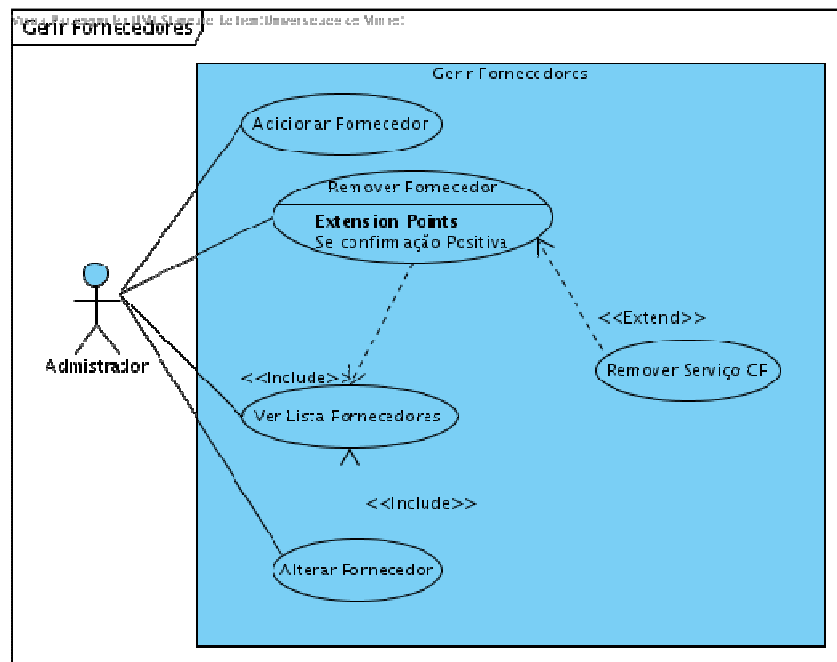 Gerir Fornecedores
Gerir Fornecedores
Adicionar Fornecedor
Remover Fornecedor
Extension Points
Se confirmação Positiva
<<Extend>>
Admistrador
Remover Serviço CF
<<Include>>
Ver Lista Fornecedores
<<Include>>
Alterar Fornecedor